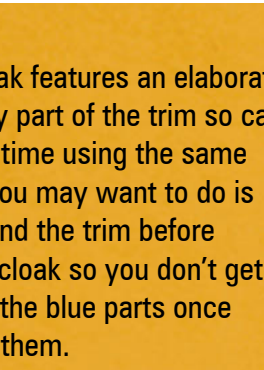 ak features an elaborat
y part of the trim so ca
time using the same
ou may want to do is
nd the trim before
cloak so you don't get
the blue parts once
them.